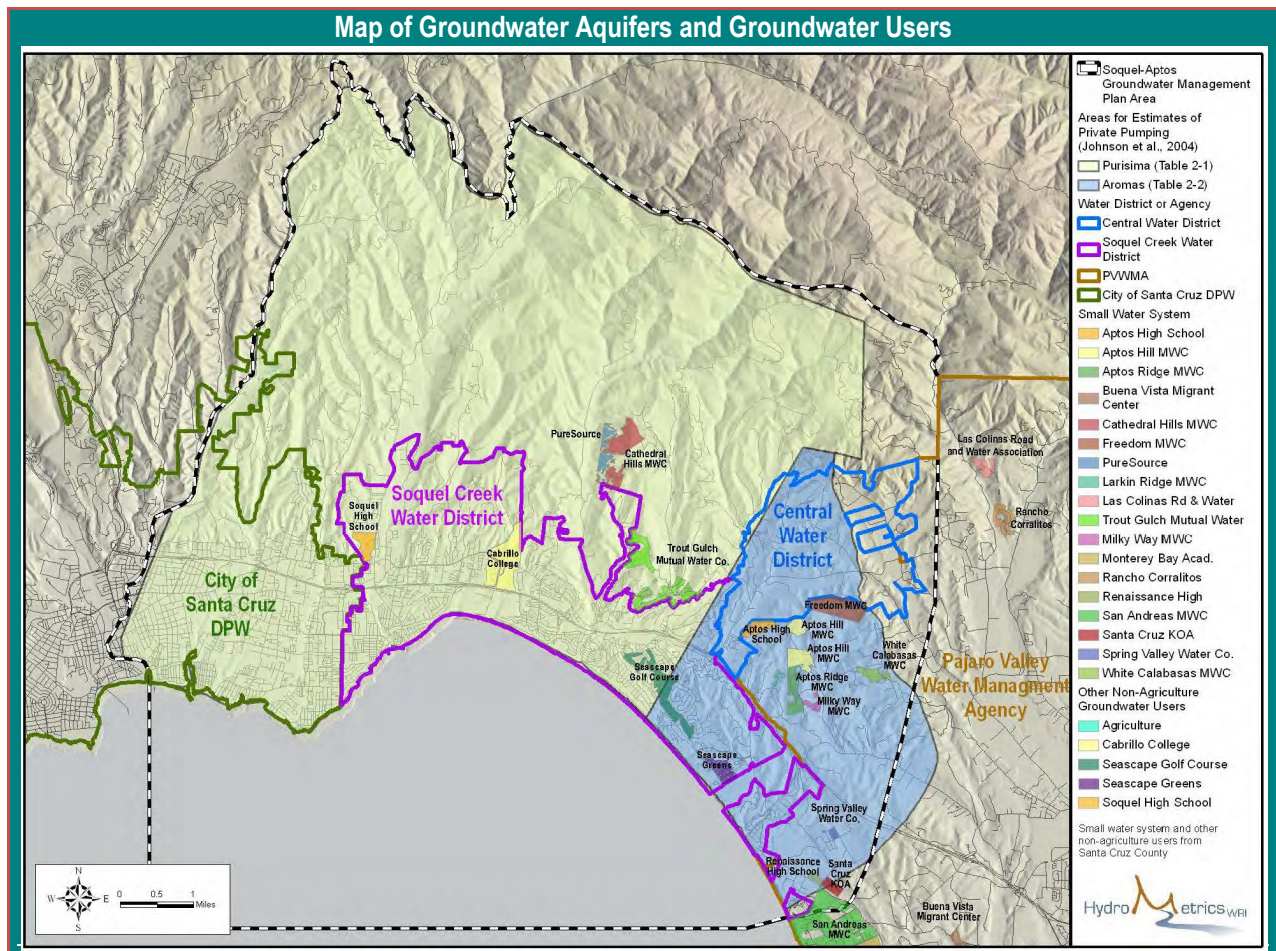 Map of Groundwater Aquifers and Groundwater Users
Soquel-Aptos
Groundwater Management
Plan Area
Areas for Estimates of
Private Pumping
(Johnson et al., 2004)
Purisima (Table 2-1)
Aromas (Table 2-2)
Water District or Agency
Central Water District
Soquel Creek Water
District
PVWMA
City of Santa Cruz DPW
Small Water System
Aptos High School
Aptos Hill MWC
Aptos Ridge MWC
Buena Vista Migrant
Center
Cathedral Hills MWC
Freedom MWC
PureSource
Larkin Ridge MWC
Las Colinas Rd & Water
Trout Gulch Mutual Water
Milky Way MWC
Monterey Bay Acad.
Rancho Corralitos
Renaissance High
San Andreas MWC
Santa Cruz KOA
Spring Valley Water Co.
White Calabasas MWC
Other Non-Agriculture
Groundwater Users
Agriculture
Cabrillo College
Seascape Golf Course
Seascape Greens
Soquel High School
Small water system and other
non-agriculture users from
Santa Cruz County
HydroMetrics WRI
PureSource
Cathedral
Hills MWC
Las Colinas Road
and Water Association
Rancho
Corralitos
Soquel Creek
Water District
Soquel
High
School
Central
Water
District
Cabrillo
College
Trout Gulch
Mutual Water Co.
City of
Santa Cruz
DPW
Freedom MWC
Aptos High
School
Aptos Hill
MWC
Aptos Hill
MWC
White
Calabasas
MWC
Seascape
Golf Course
Aptos Ridge
MWC
Milky Way
MWC
Pajaro Valley
Water Managment
Agency
Seascape
Greens
Spring Valley
Water Co.
Renaissance
High School
Santa
Cruz
KOA
Buena Vista
Migrant Center
San Andreas
MWC
N
W
E
S
0 0.5 1
Miles